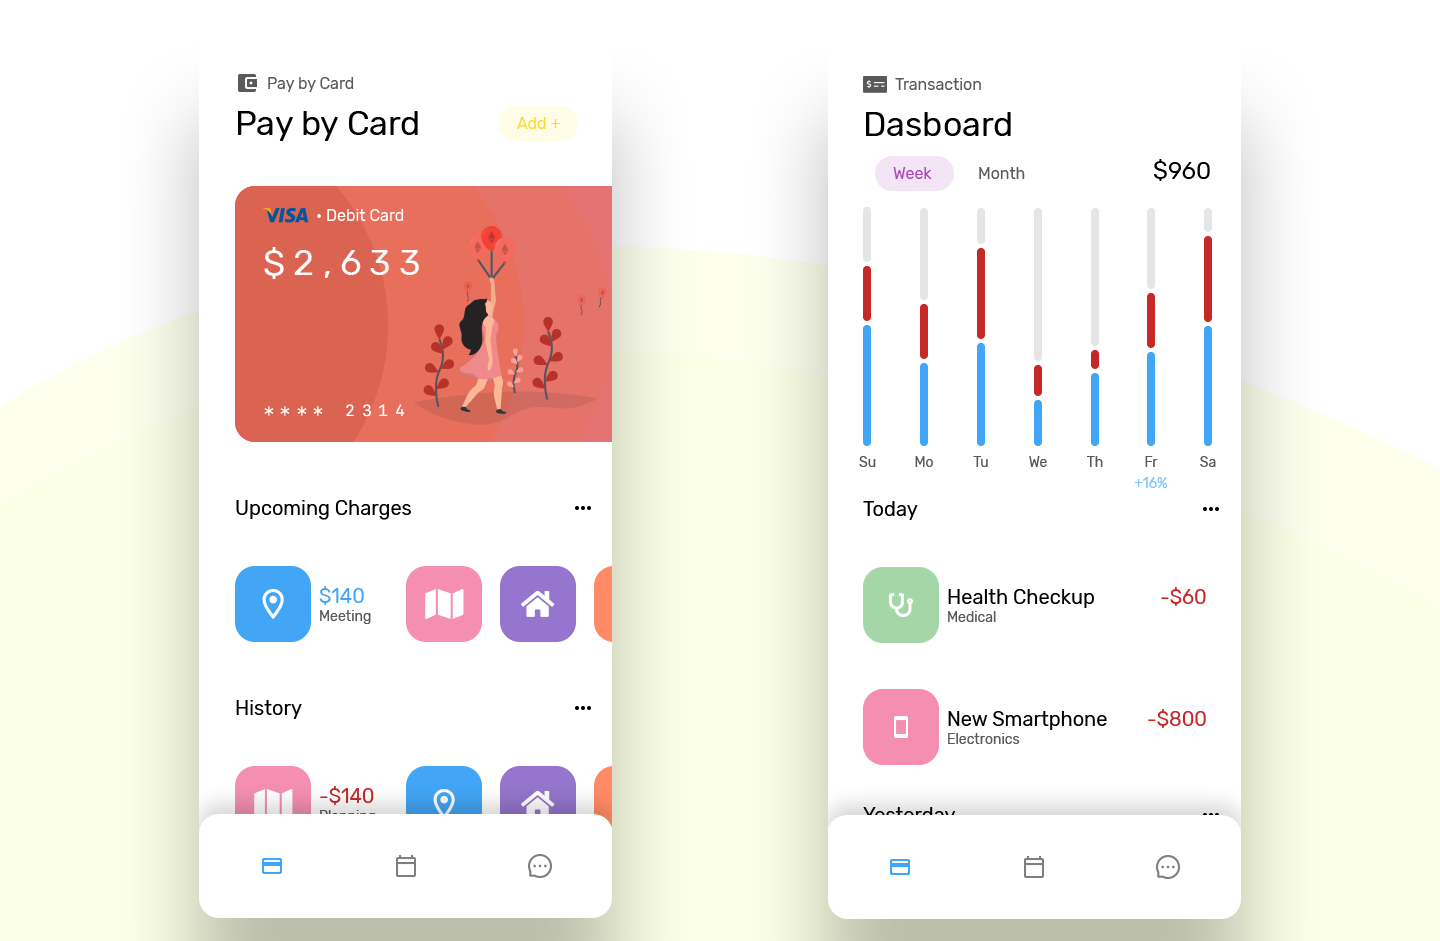 Pay by Card
Pay by Card
Add +
VISA • Debit Card
$2,633
**** 2314
Upcoming Charges
$140
Meeting
History
-$140
Planning
Transaction
Dasboard
Week Month $960
Su Mo Tu We Th Fr Sa
+16%
Today
Health Checkup -$60
Medical
New Smartphone -$800
Electronics
Yesterday